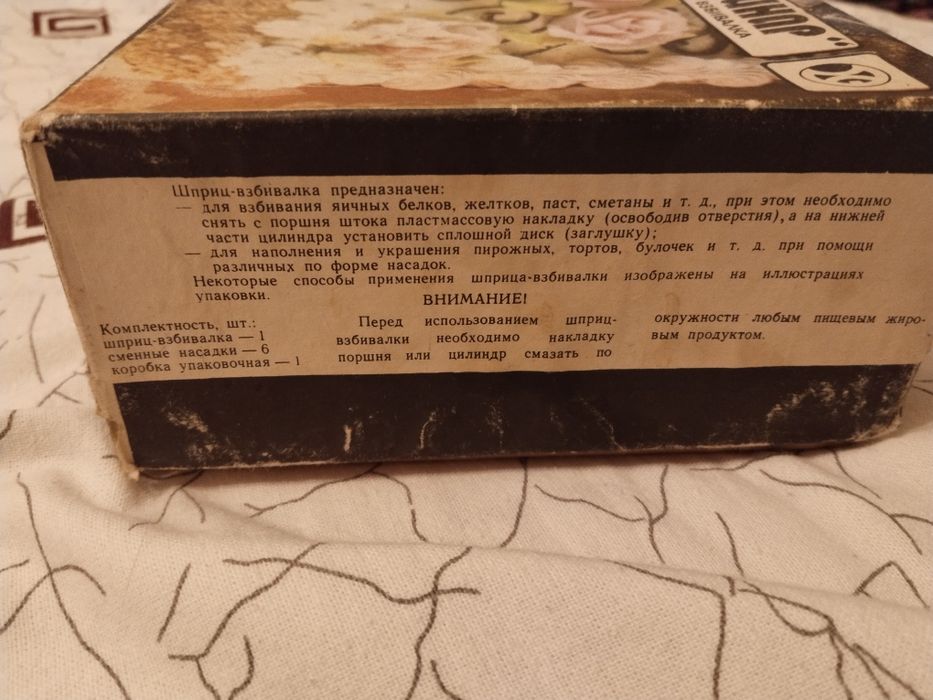 ВЗБИВАЛКА
Шприц-взбивалка предназначен:
— для взбивания яичных белков, желтков, паст, сметаны и т. д., при этом необходимо
снять с поршня штока пластмассовую накладку (освободив отверстия), а на нижней
части цилиндра установить сплошной диск (заглушку);
— для наполнения и украшения пирожных, тортов, булочек и т. д. при помощи
различных по форме насадок.
Некоторые способы применения шприца-взбивалки изображены на иллюстрациях
упаковки.
ВНИМАНИЕ!
Комплектность, шт.:
шприц-взбивалка — 1
сменные насадки — 6
коробка упаковочная — 1
Перед использованием шприц-
взбивалки необходимо накладку
поршня или цилиндр смазать по
окружности любым пищевым жиро-
вым продуктом.